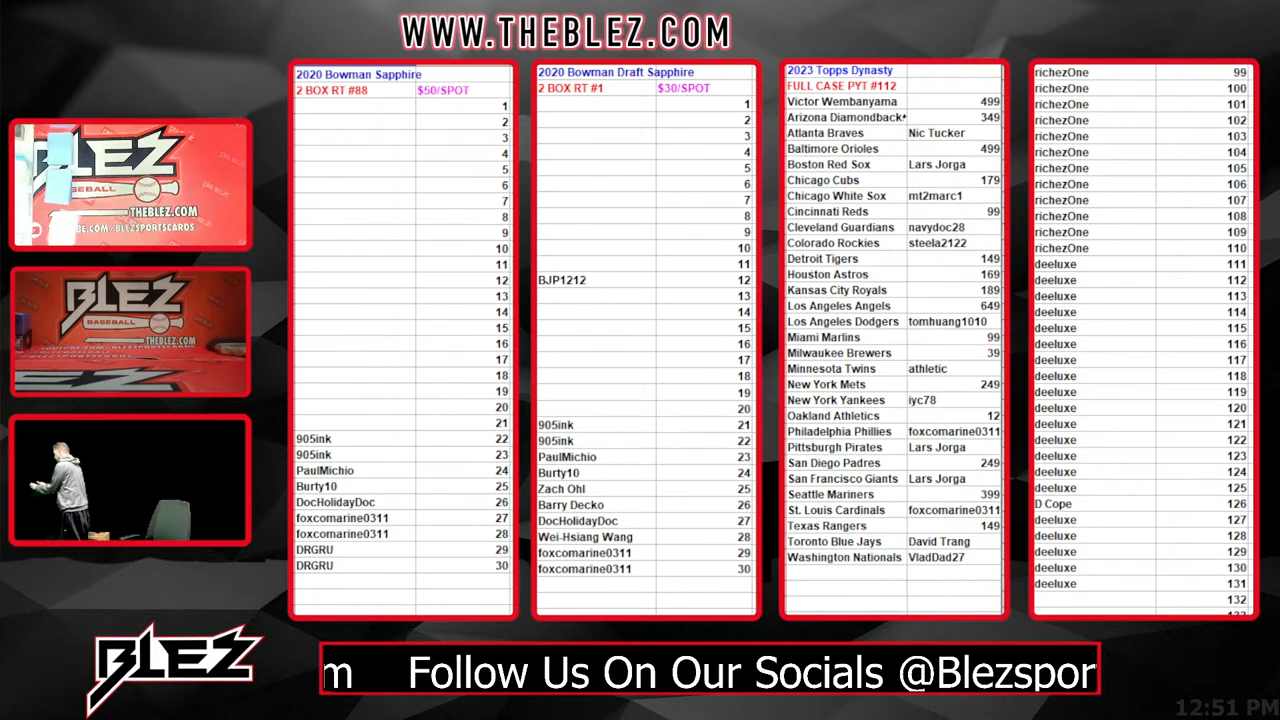 WWW.THEBLEZ.COM
BLEZ
SEBALL
THEBLEZ.COM
BE.COM/BLEZSPORTSCARDS
BLEZ
BASEBALL
THEBLEZ.COM
2020 Bowman Sapphire
2 BOX RT #88 $50/SPOT
1
2
3
4
5
6
7
8
9
10
11
12
13
14
15
16
17
18
19
20
21
905ink 22
905ink 23
PaulMichio 24
Burty10 25
DocHolidayDoc 26
foxcomarine0311 27
foxcomarine0311 28
DRGRU 29
DRGRU 30
2020 Bowman Draft Sapphire
2 BOX RT #1 $30/SPOT
1
2
3
4
5
6
7
8
9
10
11
BJP1212 12
13
14
15
16
17
18
19
20
905ink 21
905ink 22
PaulMichio 23
Burty10 24
Zach Ohl 25
Barry Decko 26
DocHolidayDoc 27
Wei-Hsiang Wang 28
foxcomarine0311 29
foxcomarine0311 30
2023 Topps Dynasty
FULL CASE PYT #112
Victor Wembanyama 499
Arizona Diamondback 349
Atlanta Braves Nic Tucker
Baltimore Orioles 499
Boston Red Sox Lars Jorga
Chicago Cubs 179
Chicago White Sox mt2marc1
Cincinnati Reds 99
Cleveland Guardians navydoc28
Colorado Rockies steela2122
Detroit Tigers 149
Houston Astros 169
Kansas City Royals 189
Los Angeles Angels 649
Los Angeles Dodgers tomhuang1010
Miami Marlins 99
Milwaukee Brewers 39
Minnesota Twins athletic
New York Mets 249
New York Yankees iyc78
Oakland Athletics 12
Philadelphia Phillies foxcomarine0311
Pittsburgh Pirates Lars Jorga
San Diego Padres 249
San Francisco Giants Lars Jorga
Seattle Mariners 399
St. Louis Cardinals foxcomarine0311
Texas Rangers 149
Toronto Blue Jays David Trang
Washington Nationals VladDad27
richezOne 99
richezOne 100
richezOne 101
richezOne 102
richezOne 103
richezOne 104
richezOne 105
richezOne 106
richezOne 107
richezOne 108
richezOne 109
richezOne 110
deeluxe 111
deeluxe 112
deeluxe 113
deeluxe 114
deeluxe 115
deeluxe 116
deeluxe 117
deeluxe 118
deeluxe 119
deeluxe 120
deeluxe 121
deeluxe 122
deeluxe 123
deeluxe 124
deeluxe 125
D Cope 126
deeluxe 127
deeluxe 128
deeluxe 129
deeluxe 130
deeluxe 131
132
BLEZ
m Follow Us On Our Socials @Blezspor
12:51 PM